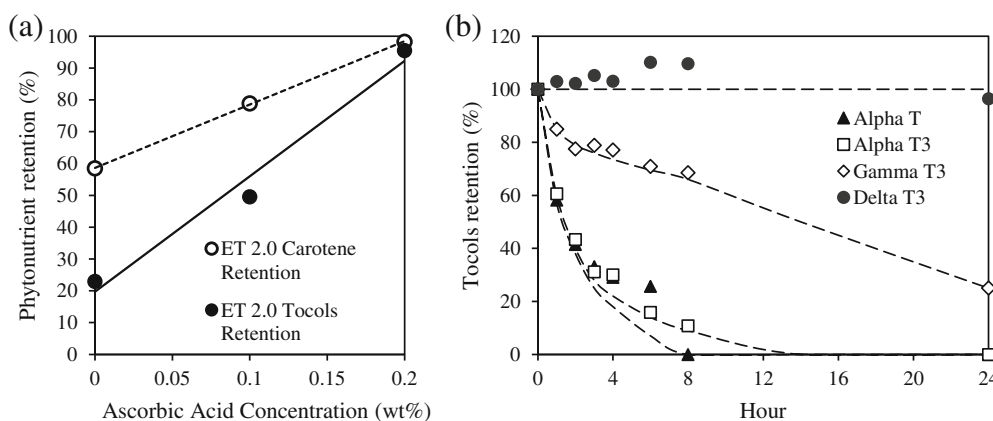 (a)
100
90
80
70
60
50
40
30
20
10
0
Phytonutrient retention (%)
ET 2.0 Carotene
Retention
ET 2.0 Tocols
Retention
0
0.05
0.1
0.15
0.2
Ascorbic Acid Concentration (wt%)
(b)
120
100
80
60
40
20
0
Tocols retention (%)
Alpha T
Alpha T3
Gamma T3
Delta T3
0
4
8
12
16
20
24
Hour